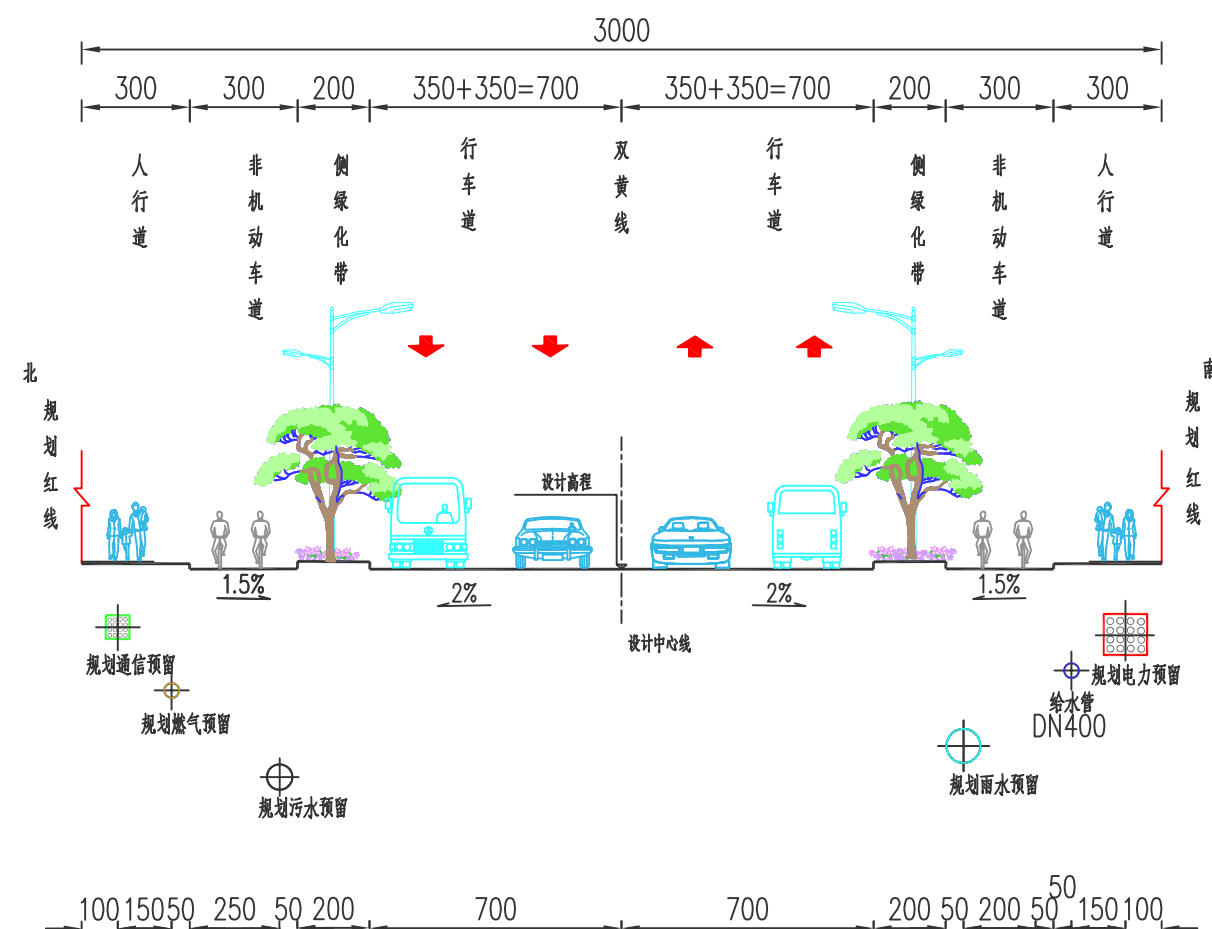 3000
300
300
200
350+350=700
350+350=700
200
300
300
人行道
非机动车道
侧绿化带
行车道
双黄线
行车道
侧绿化带
非机动车道
人行道
北
南
规划红线
规划红线
设计高程
1.5%
2%
2%
1.5%
设计中心线
规划通信预留
规划燃气预留
规划污水预留
规划电力预留
给水管
DN400
规划雨水预留
100
150
50
250
50
200
700
700
200
50
200
50
50
150
100